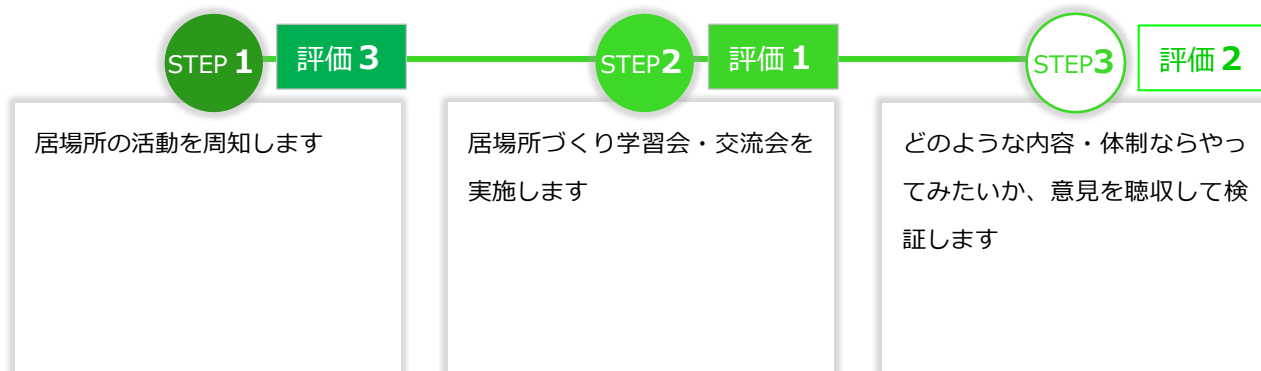 STEP 1
評価 3
STEP2
評価 1
STEP3
評価 2
居場所の活動を周知します
居場所づくり学習会・交流会を
実施します
どのような内容・体制ならやっ
てみたいか、意見を聴収して検
証します